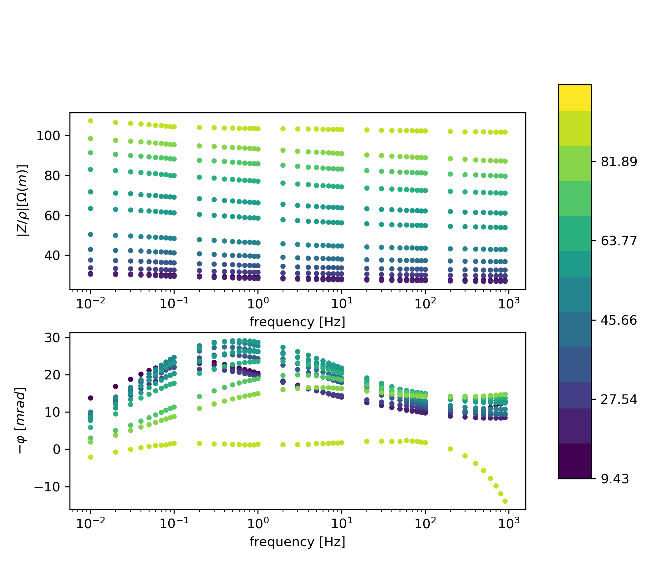 100
80
60
40
|Z/ρ|[Ω(m)]
10⁻² 10⁻¹ 10⁰ 10¹ 10² 10³
frequency [Hz]
30
20
10
0
−10
−φ [mrad]
10⁻² 10⁻¹ 10⁰ 10¹ 10² 10³
frequency [Hz]
81.89
63.77
45.66
27.54
9.43